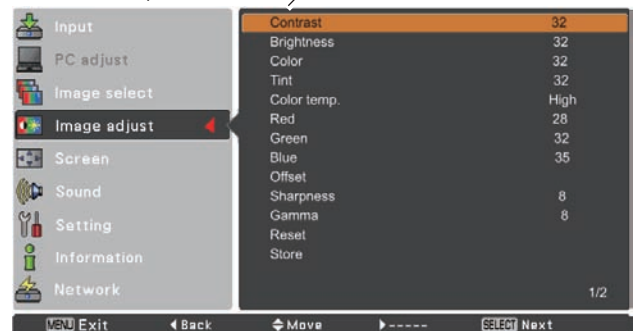 Input
PC adjust
Image select
Image adjust
Screen
Sound
Setting
Information
Network
Contrast 32
Brightness 32
Color 32
Tint 32
Color temp. High
Red 28
Green 32
Blue 35
Offset
Sharpness 8
Gamma 8
Reset
Store
1/2
MENU Exit Back Move ----- SELECT Next